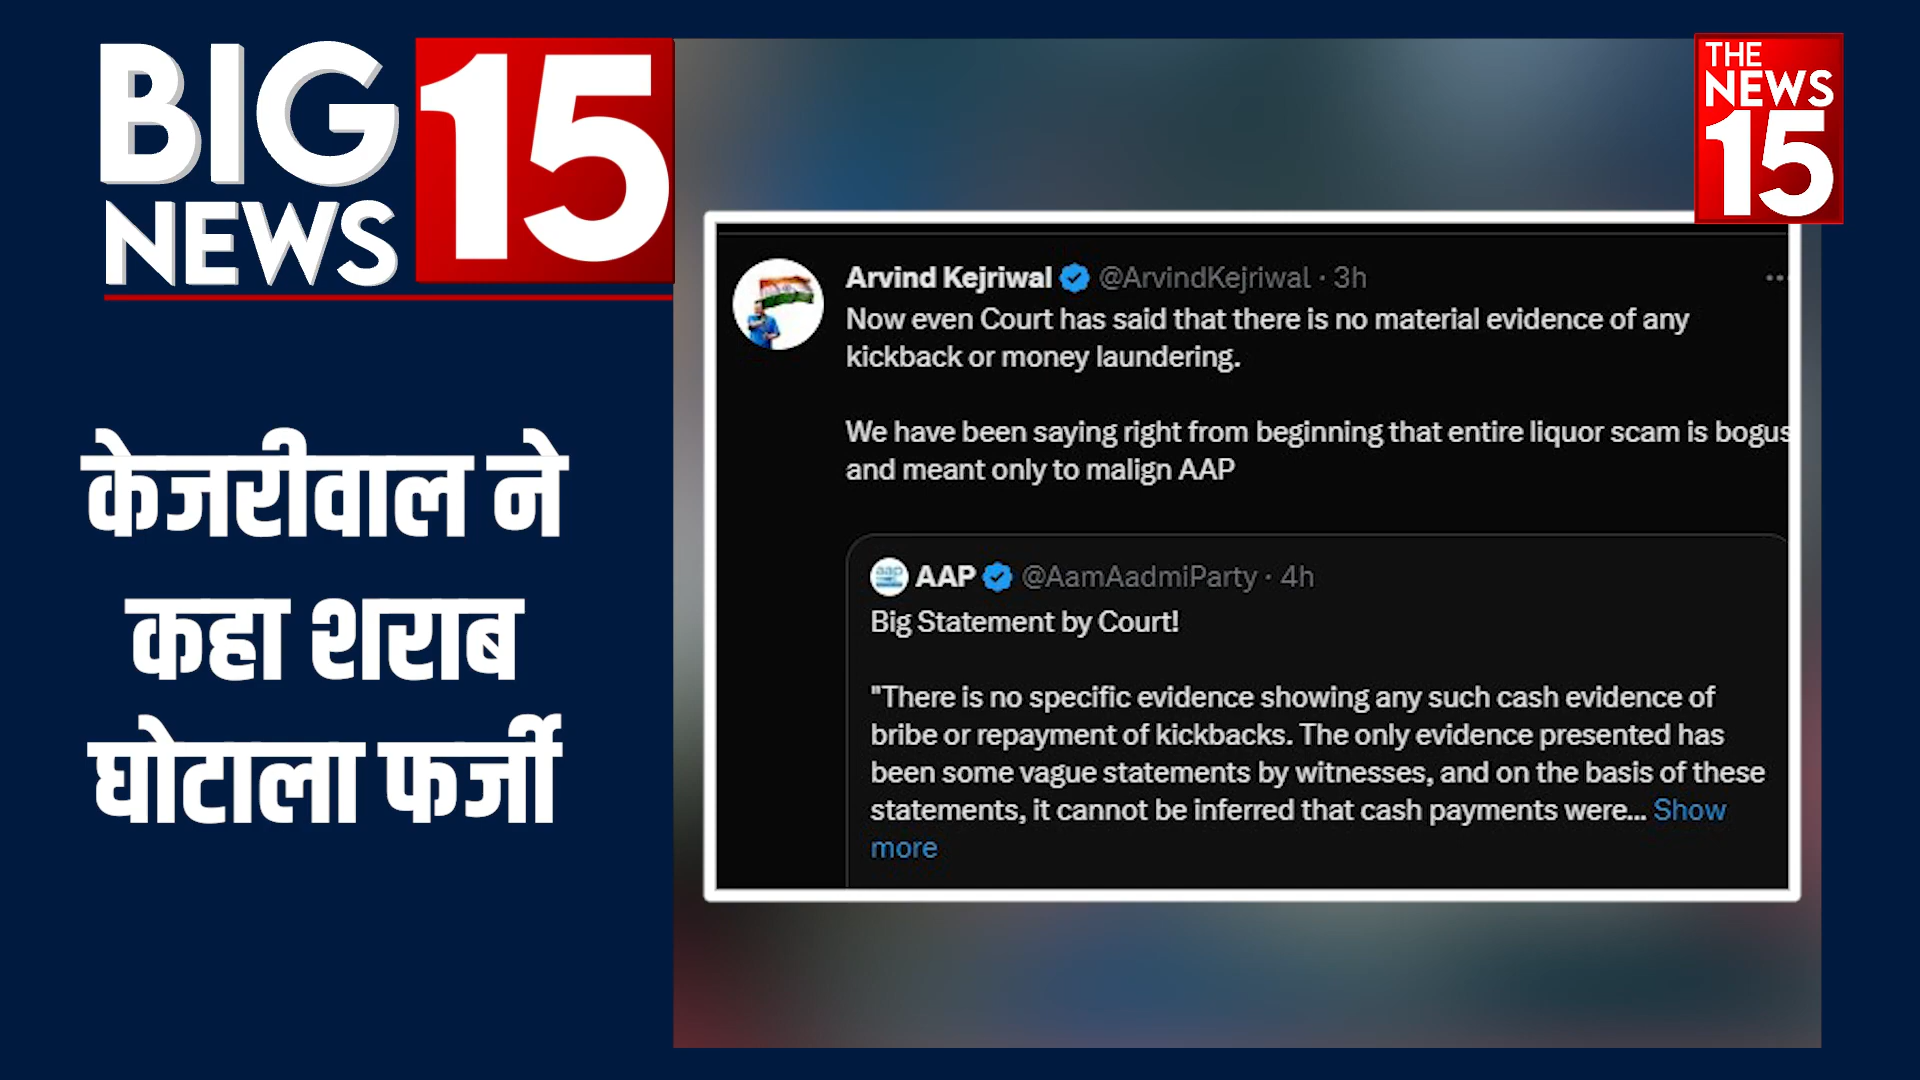 BIG
NEWS
15
THE
NEWS
15
केजरीवाल ने
कहा शराब
घोटाला फर्जी
Arvind Kejriwal @ArvindKejriwal · 3h
Now even Court has said that there is no material evidence of any
kickback or money laundering.
We have been saying right from beginning that entire liquor scam is bogus
and meant only to malign AAP
aap
AAP @AamAadmiParty · 4h
Big Statement by Court!
"There is no specific evidence showing any such cash evidence of
bribe or repayment of kickbacks. The only evidence presented has
been some vague statements by witnesses, and on the basis of these
statements, it cannot be inferred that cash payments were... Show
more